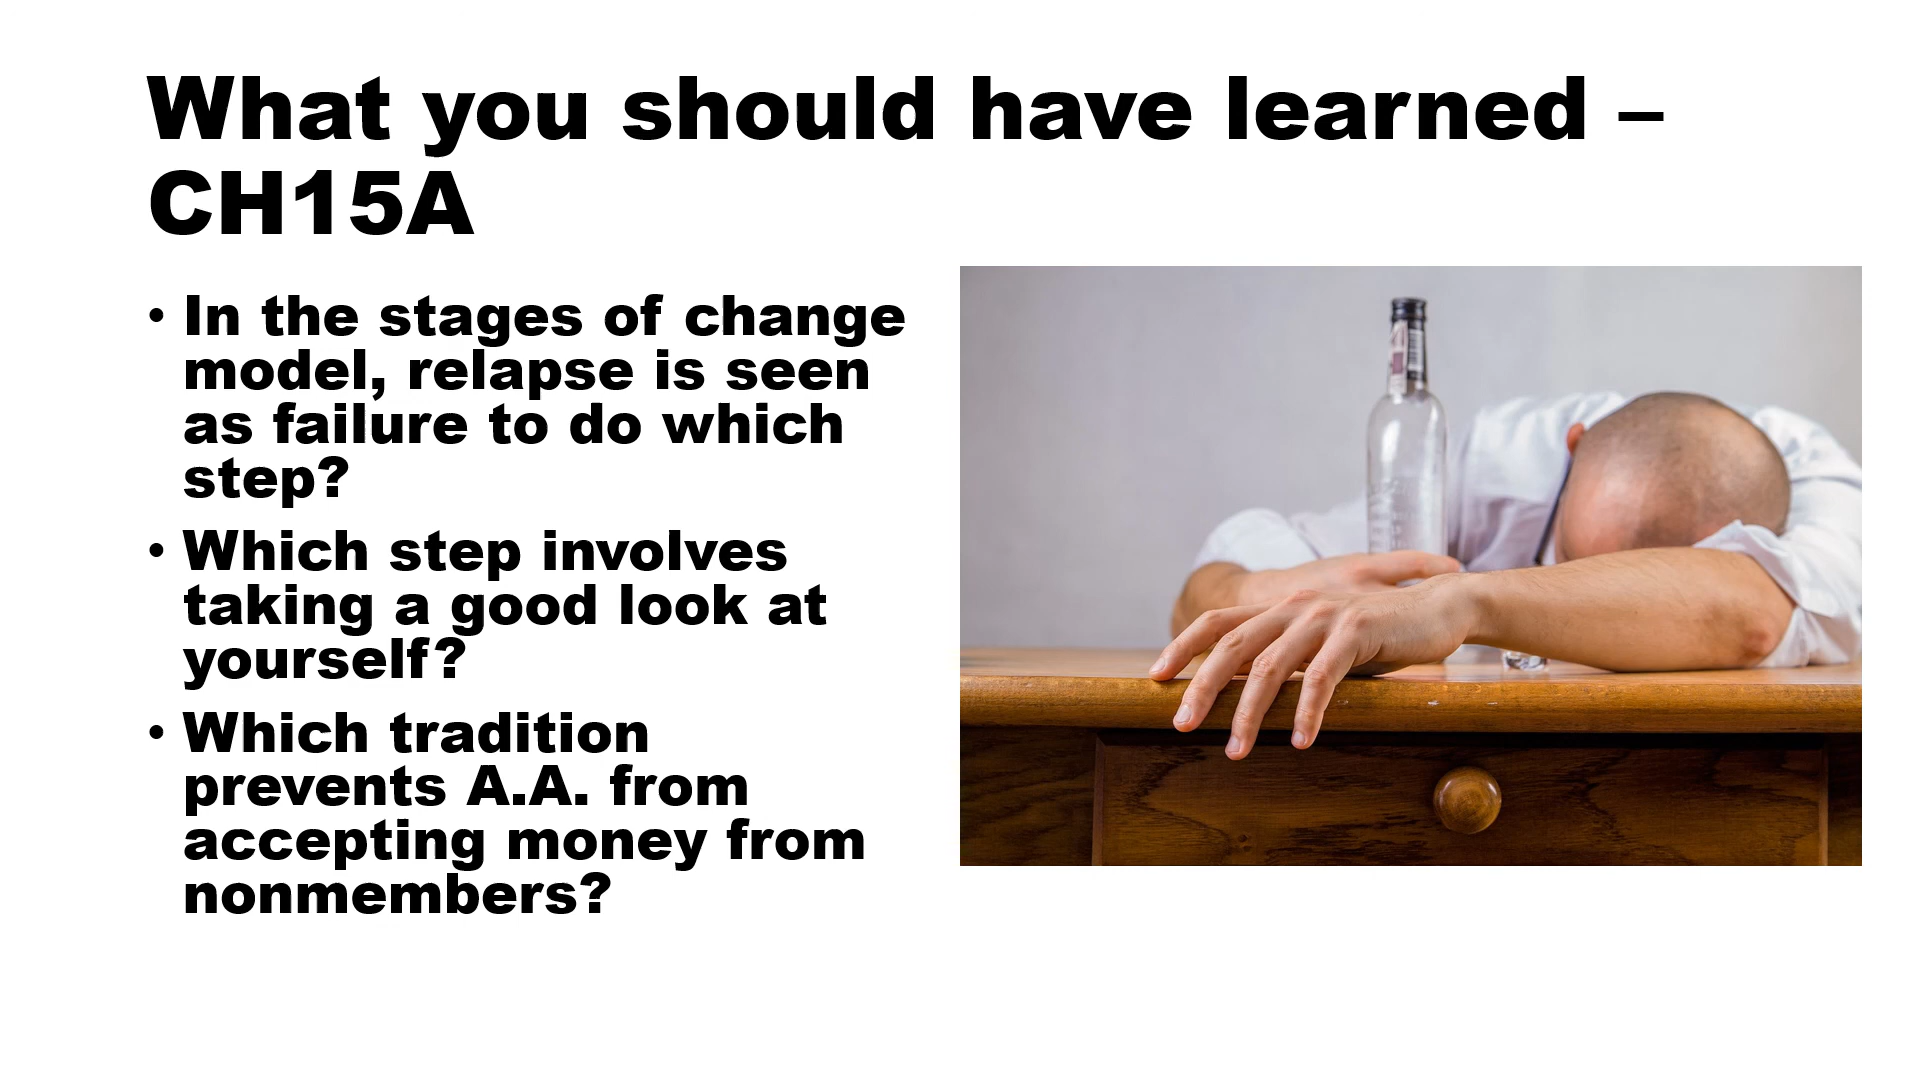 What you should have learned –
CH15A
• In the stages of change
model, relapse is seen
as failure to do which
step?
• Which step involves
taking a good look at
yourself?
• Which tradition
prevents A.A. from
accepting money from
nonmembers?